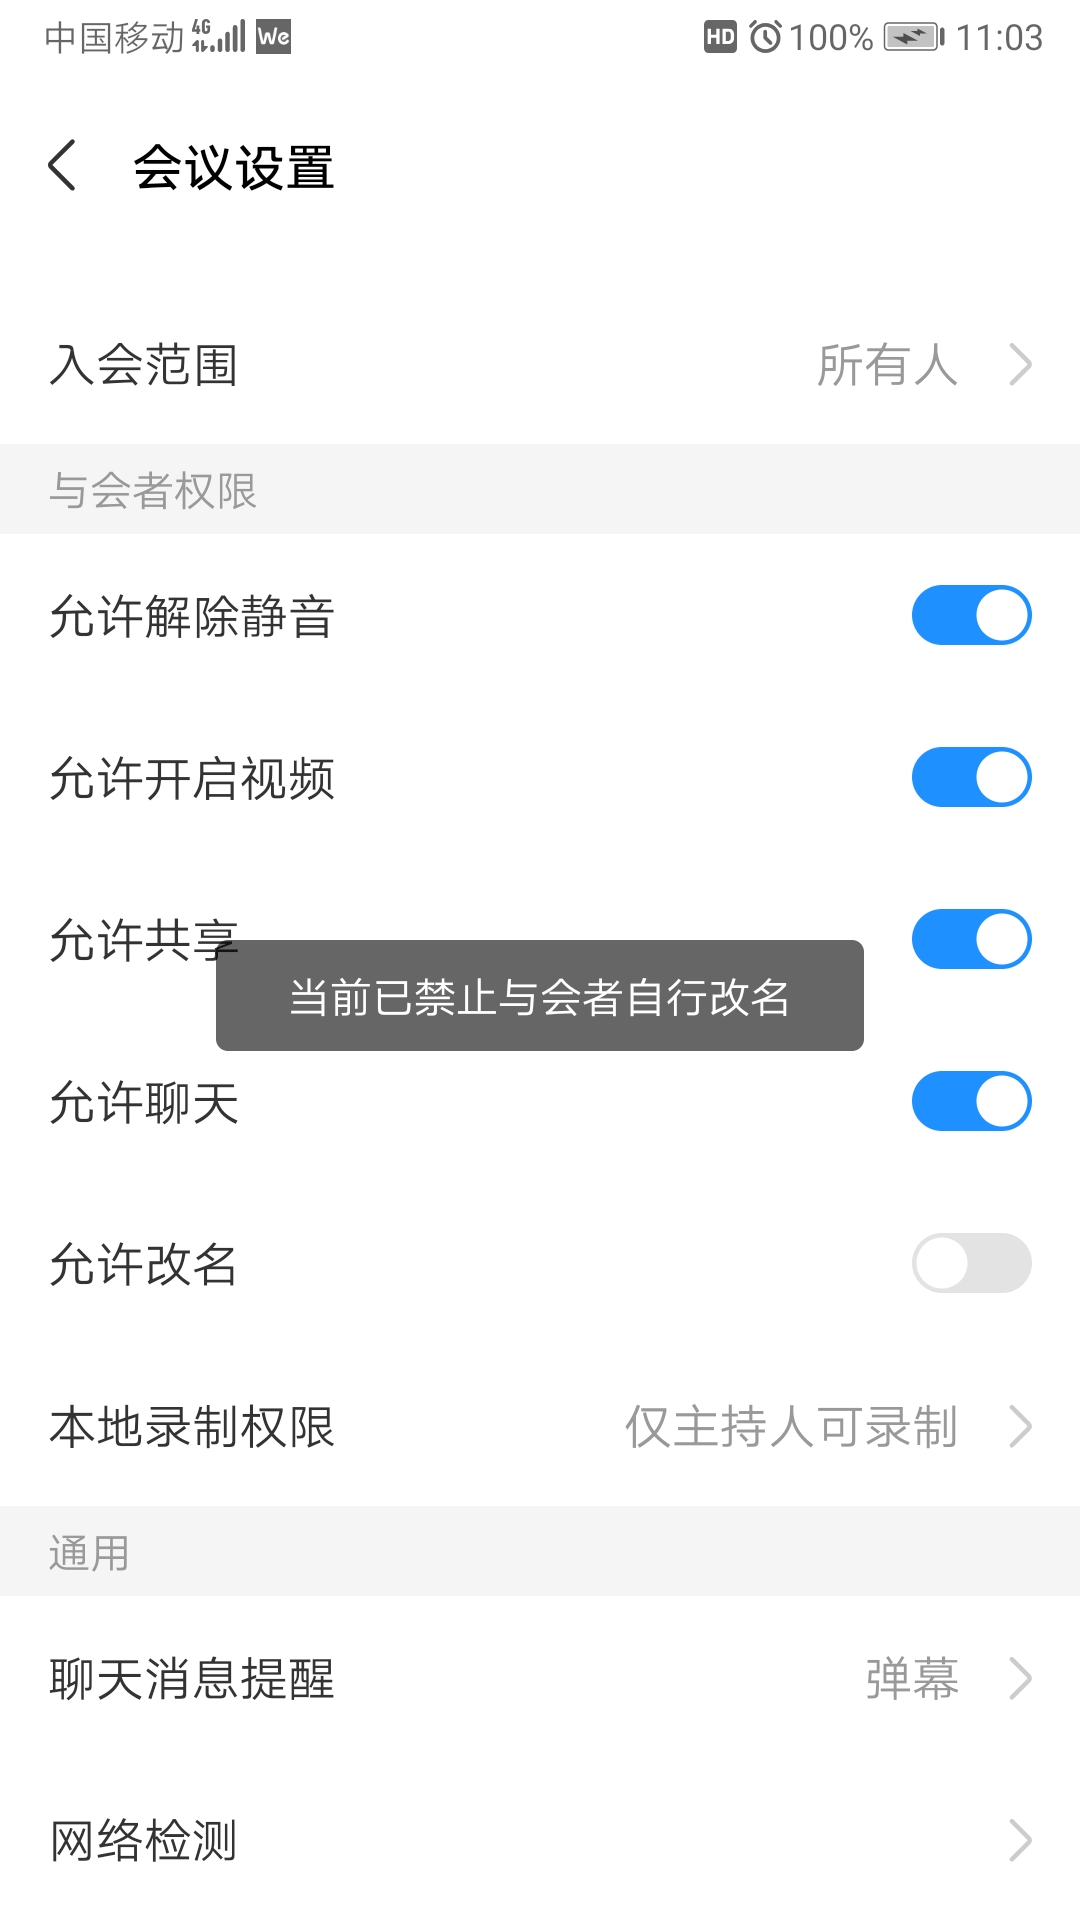 中国移动 4G We HD 100% 11:03
会议设置
入会范围 所有人
与会者权限
允许解除静音
允许开启视频
允许共享
当前已禁止与会者自行改名
允许聊天
允许改名
本地录制权限 仅主持人可录制
通用
聊天消息提醒 弹幕
网络检测